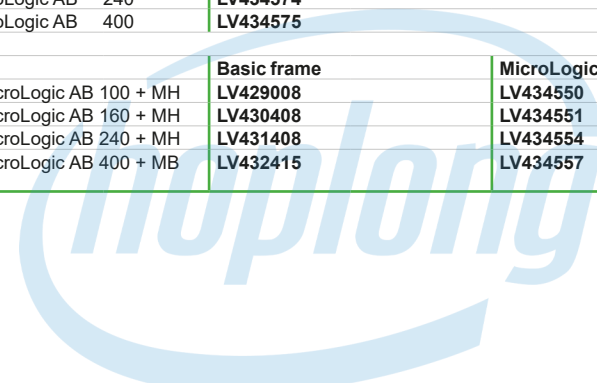 oLogic AB 240 LV434574
oLogic AB 400 LV434575
Basic frame MicroLogic
croLogic AB 100 + MH LV429008 LV434550
croLogic AB 160 + MH LV430408 LV434551
croLogic AB 240 + MH LV431408 LV434554
croLogic AB 400 + MB LV432415 LV434557
hoplong